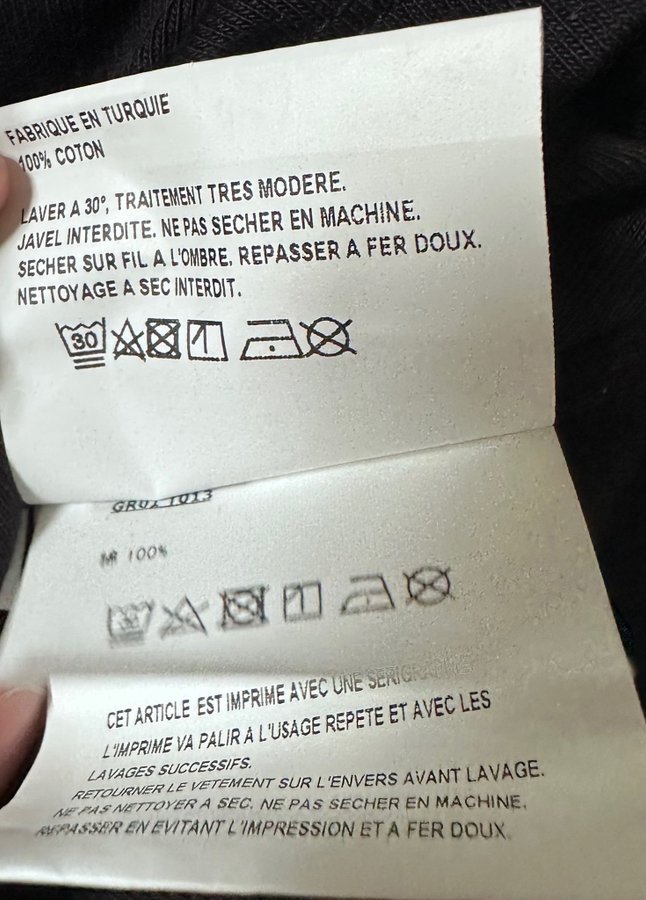 FABRIQUE EN TURQUIE
100% COTON
LAVER A 30°, TRAITEMENT TRES MODERE.
JAVEL INTERDITE. NE PAS SECHER EN MACHINE.
SECHER SUR FIL A L'OMBRE. REPASSER A FER DOUX.
NETTOYAGE A SEC INTERDIT.
30
100%
CET ARTICLE EST IMPRIME AVEC UNE
L'IMPRIME VA PALIR A L'USAGE REPETE ET AVEC LES
LAVAGES SUCCESSIFS.
RETOURNER LE VETEMENT SUR L'ENVERS AVANT LAVAGE.
NE PAS NETTOYER A SEC. NE PAS SECHER EN MACHINE.
REPASSER EN EVITANT L'IMPRESSION ET A FER DOUX.